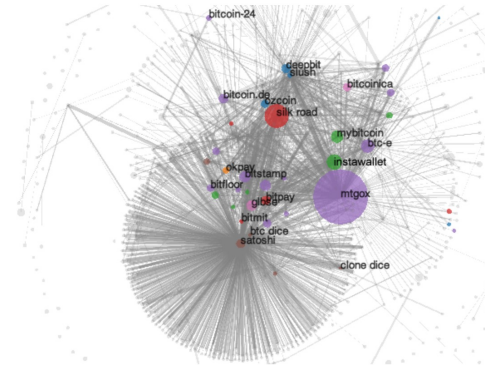 bitcoin-24
deepbit
slush
bitcoinica
bitcoin.de
ozcoin
silk road
mybitcoin
btc-e
instawallet
okpay
bitstamp
bitfloor
mtgox
bitpay
bitmit
btc dice
satoshi
clone dice